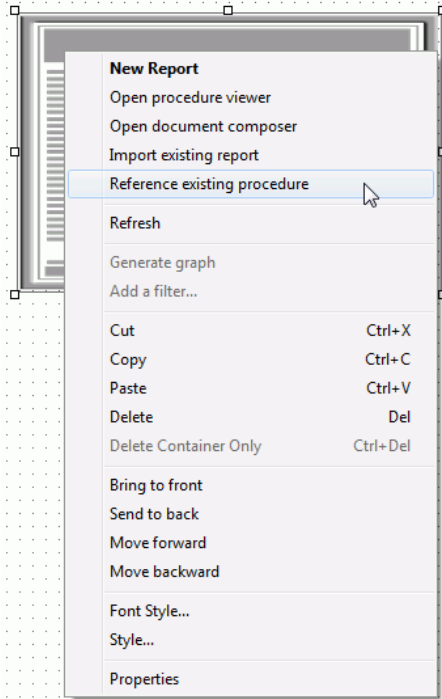 New Report
Open procedure viewer
Open document composer
Import existing report
Reference existing procedure
Refresh
Generate graph
Add a filter...
Cut Ctrl+X
Copy Ctrl+C
Paste Ctrl+V
Delete Del
Delete Container Only Ctrl+Del
Bring to front
Send to back
Move forward
Move backward
Font Style...
Style...
Properties